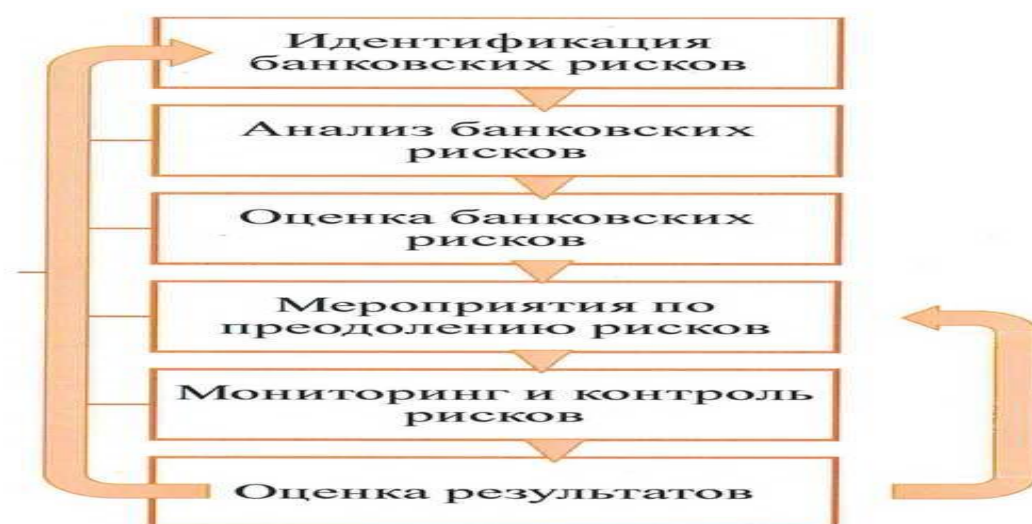 Идентификация
банковских рисков
Анализ банковских
рисков
Оценка банковских
рисков
Мероприятия по
преодолению рисков
Мониторинг и контроль
рисков
Оценка результатов